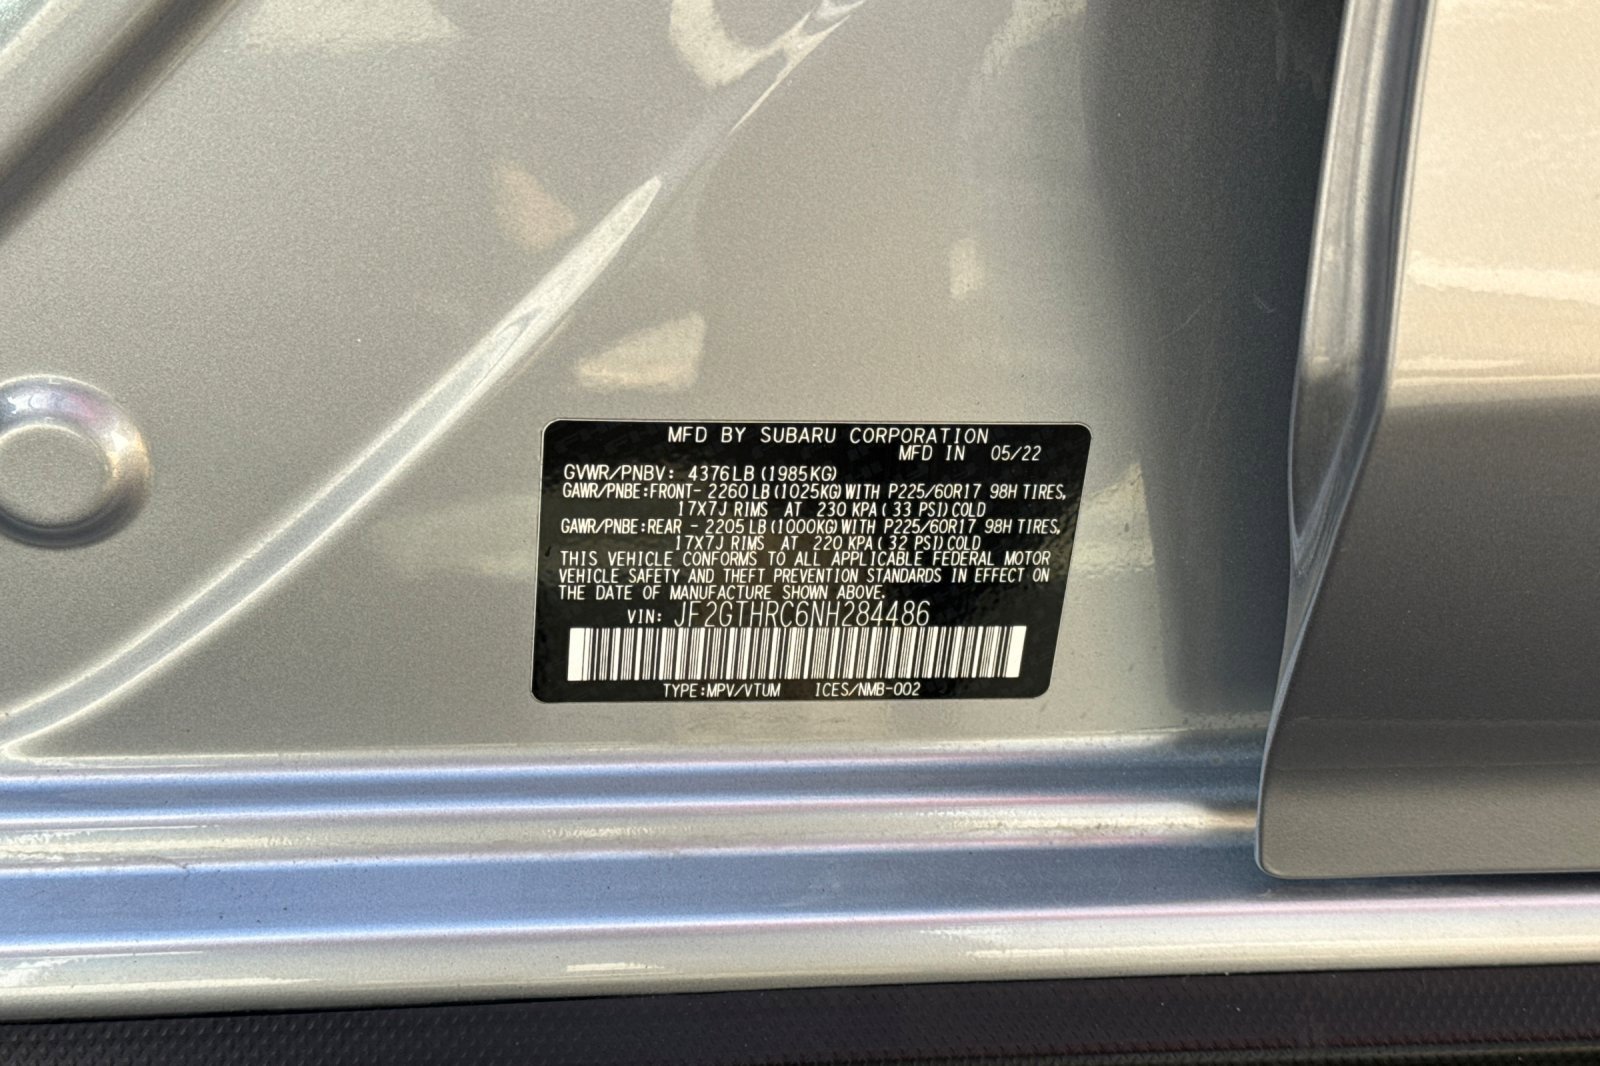 MFD BY SUBARU CORPORATION
MFD IN 05/22
GVWR/PNBV: 4376LB (1985KG)
GAWR/PNBE:FRONT- 2260LB (1025KG) WITH P225/60R17 98H TIRES,
17X7J RIMS AT 230 KPA ( 33 PSI) COLD
GAWR/PNBE:REAR - 2205LB (1000KG) WITH P225/60R17 98H TIRES,
17X7J RIMS AT 220 KPA ( 32 PSI) COLD
THIS VEHICLE CONFORMS TO ALL APPLICABLE FEDERAL MOTOR
VEHICLE SAFETY AND THEFT PREVENTION STANDARDS IN EFFECT ON
THE DATE OF MANUFACTURE SHOWN ABOVE.
VIN: JF2GTHRC6NH284486
TYPE:MPV/VTUM ICES/NMB-002